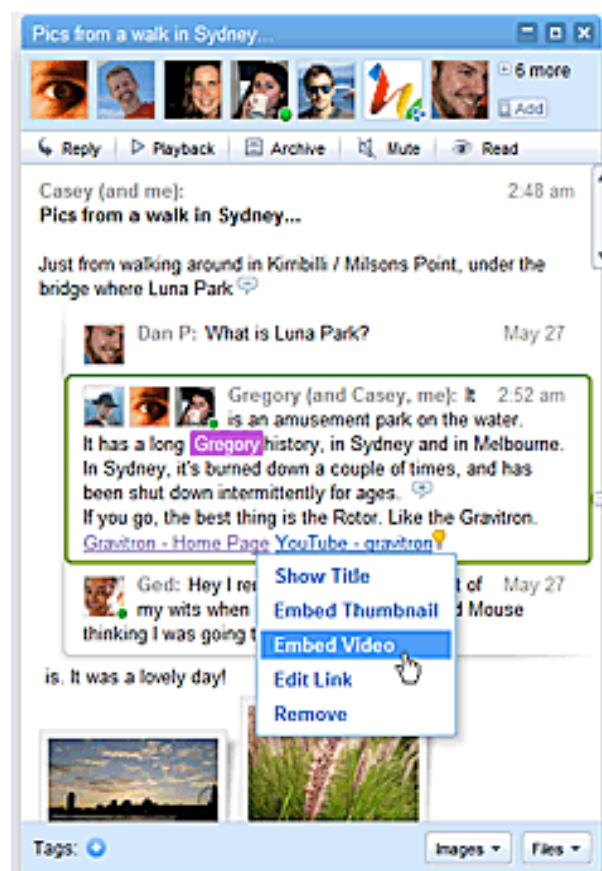 Pics from a walk in Sydney...
6 more
Add
Reply Playback Archive Mute Read
Casey (and me): 2:48 am
Pics from a walk in Sydney...
Just from walking around in Kirribilli / Milsons Point, under the
bridge where Luna Park
Dan P: What is Luna Park? May 27
Gregory (and Casey, me): It 2:52 am
is an amusement park on the water.
It has a long Gregory history, in Sydney and in Melbourne.
In Sydney, it's burned down a couple of times, and has
been shut down intermittently for ages.
If you go, the best thing is the Rotor. Like the Gravitron.
Gravitron - Home Page YouTube - gravitron
Show Title
Embed Thumbnail
Embed Video
Edit Link
Remove
Ged: Hey I t of May 27
my wits when d Mouse
thinking I was going t
is. It was a lovely day!
Tags: Images Files